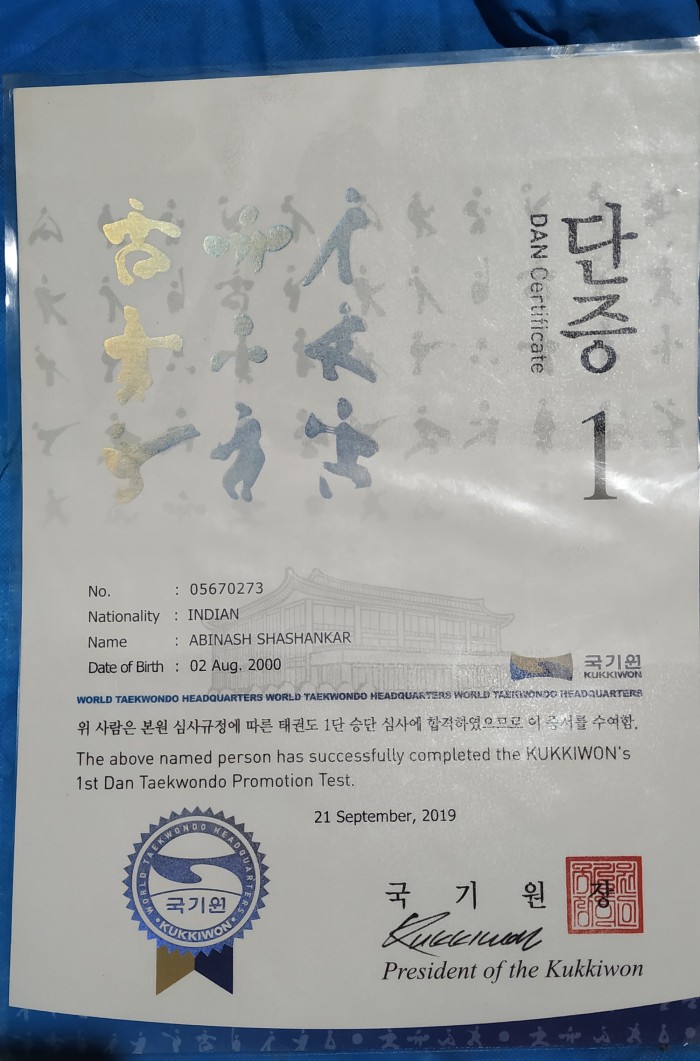 단증
DAN Certificate
1
No. : 05670273
Nationality : INDIAN
Name : ABINASH SHASHANKAR
Date of Birth : 02 Aug. 2000
국기원
KUKKIWON
WORLD TAEKWONDO HEADQUARTERS WORLD TAEKWONDO HEADQUARTERS WORLD TAEKWONDO HEADQUARTERS
위 사람은 본원 심사규정에 따른 태권도 1단 승단 심사에 합격하였으므로 이 증서를 수여함.
The above named person has successfully completed the KUKKIWON's
1st Dan Taekwondo Promotion Test.
21 September, 2019
WORLD TAEKWONDO HEADQUARTERS
국기원
KUKKIWON
국 기 원 장
Kukkiwon
President of the Kukkiwon